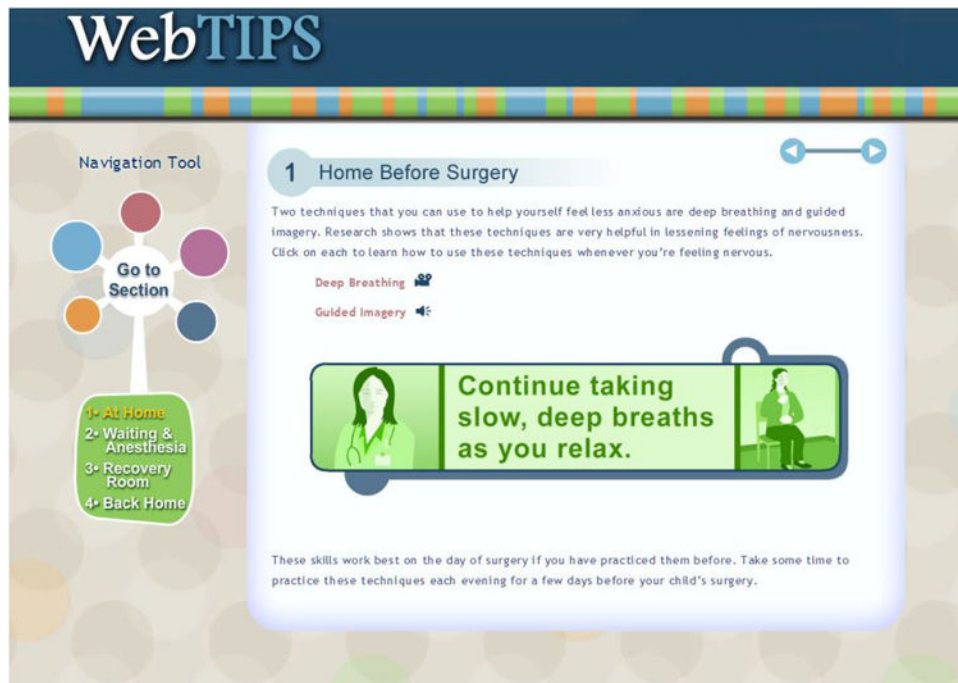 WebTIPS
Navigation Tool
Go to
Section
1• At Home
2• Waiting &
Anesthesia
3• Recovery
Room
4• Back Home
1 Home Before Surgery
Two techniques that you can use to help yourself feel less anxious are deep breathing and guided
imagery. Research shows that these techniques are very helpful in lessening feelings of nervousness.
Click on each to learn how to use these techniques whenever you're feeling nervous.
Deep Breathing
Guided Imagery
Continue taking
slow, deep breaths
as you relax.
These skills work best on the day of surgery if you have practiced them before. Take some time to
practice these techniques each evening for a few days before your child's surgery.